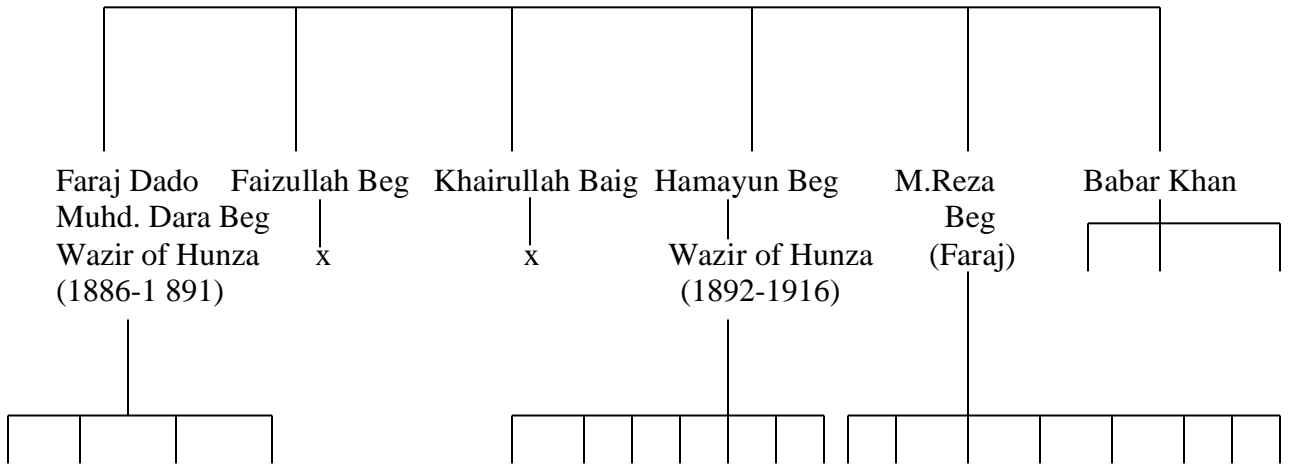 Faraj Dado Faizullah Beg Khairullah Baig Hamayun Beg M.Reza Babar Khan
Muhd. Dara Beg Beg
Wazir of Hunza x x Wazir of Hunza (Faraj)
(1886-1 891) (1892-1916)